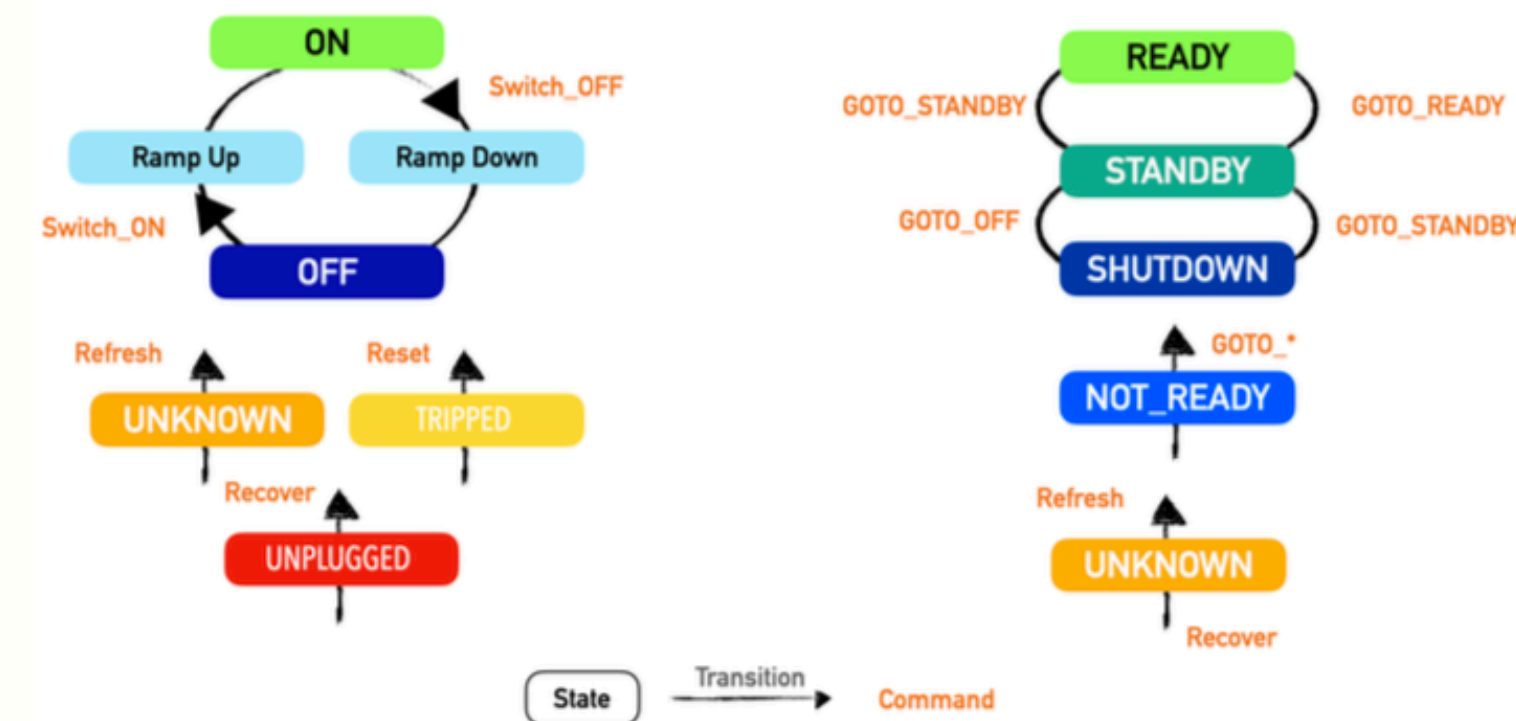 ON
Switch_OFF
Ramp Up
Ramp Down
Switch_ON
OFF
Refresh
Reset
UNKNOWN
TRIPPED
Recover
UNPLUGGED
READY
GOTO_STANDBY
GOTO_READY
STANDBY
GOTO_OFF
GOTO_STANDBY
SHUTDOWN
GOTO_*
NOT_READY
Refresh
UNKNOWN
Recover
State
Transition
Command